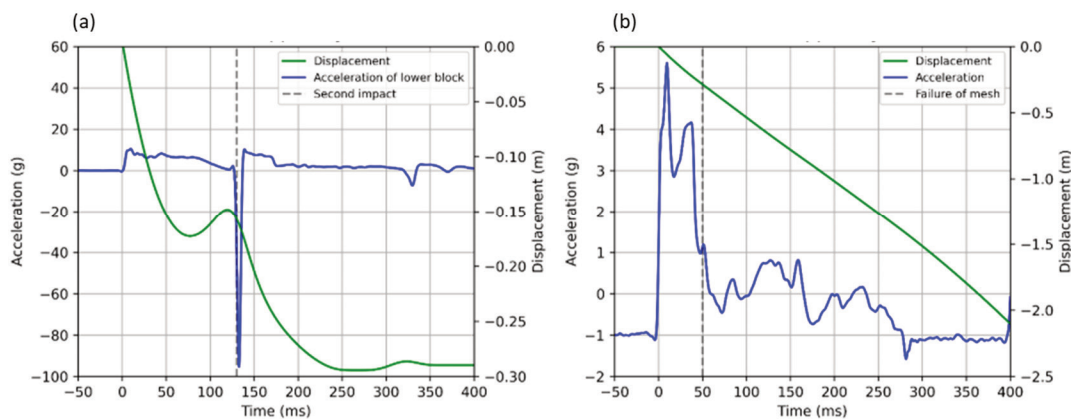 (a)
60
40
20
0
−20
−40
−60
−80
−100
Acceleration (g)
0.00
−0.05
−0.10
−0.15
−0.20
−0.25
−0.30
Displacement (m)
−50 0 50 100 150 200 250 300 350 400
Time (ms)
Displacement
Acceleration of lower block
Second impact
(b)
6
5
4
3
2
1
0
−1
−2
Acceleration (g)
0.0
−0.5
−1.0
−1.5
−2.0
−2.5
Displacement (m)
−50 0 50 100 150 200 250 300 350 400
Time (ms)
Displacement
Acceleration
Failure of mesh